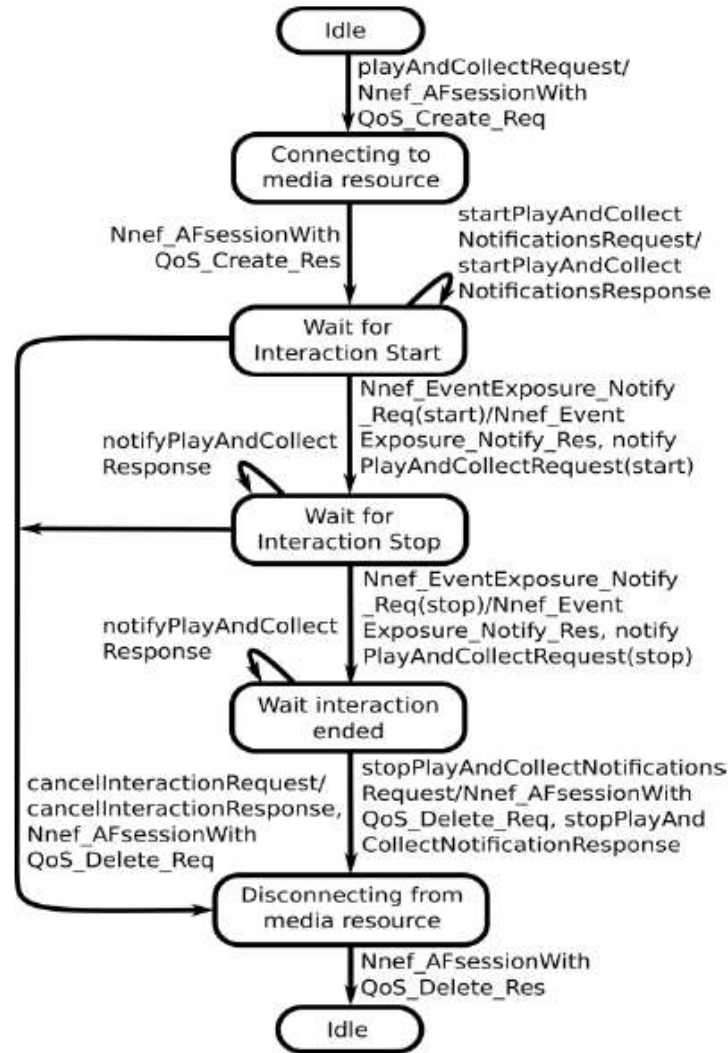 Idle
playAndCollectRequest/
Nnef_AFsessionWith
QoS_Create_Req
Connecting to
media resource
Nnef_AFsessionWith
QoS_Create_Res
startPlayAndCollect
NotificationsRequest/
startPlayAndCollect
NotificationsResponse
Wait for
Interaction Start
Nnef_EventExposure_Notify
_Req(start)/Nnef_Event
Exposure_Notify_Res, notify
PlayAndCollectRequest(start)
notifyPlayAndCollect
Response
Wait for
Interaction Stop
Nnef_EventExposure_Notify
_Req(stop)/Nnef_Event
Exposure_Notify_Res, notify
PlayAndCollectRequest(stop)
notifyPlayAndCollect
Response
Wait interaction
ended
stopPlayAndCollectNotifications
Request/Nnef_AFsessionWith
QoS_Delete_Req, stopPlayAnd
CollectNotificationResponse
cancelInteractionRequest/
cancelInteractionResponse,
Nnef_AFsessionWith
QoS_Delete_Req
Disconnecting from
media resource
Nnef_AFsessionWith
QoS_Delete_Res
Idle